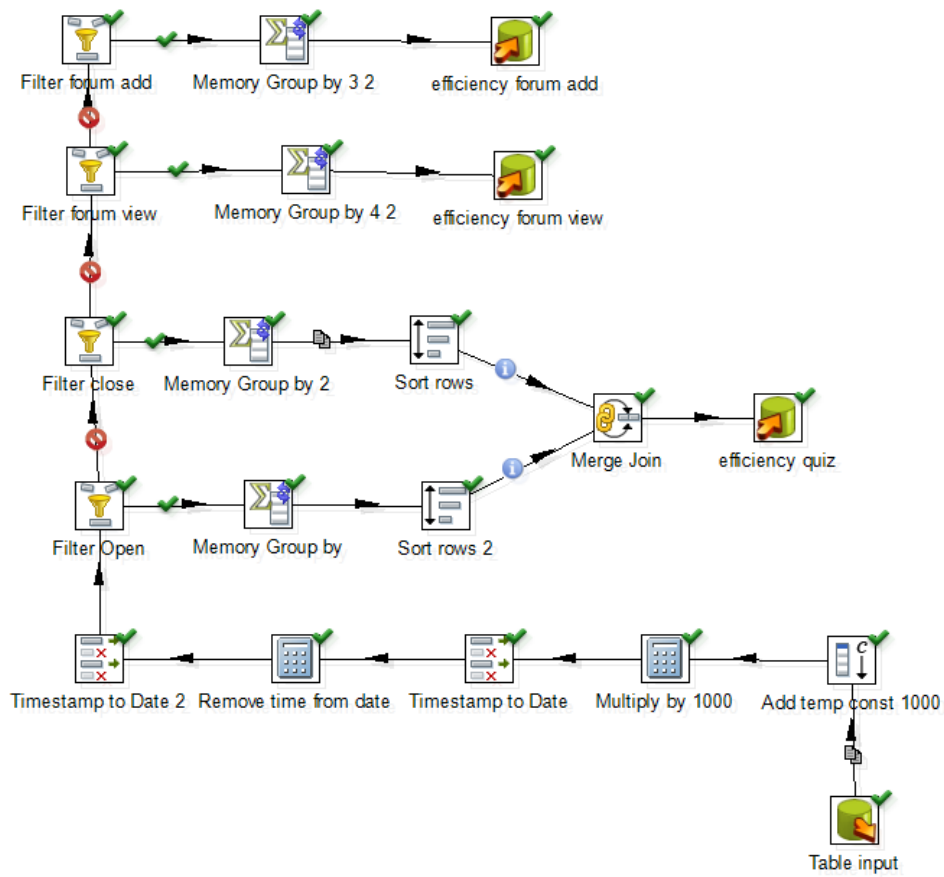 Filter forum add
Memory Group by 3 2
efficiency forum add
Filter forum view
Memory Group by 4 2
efficiency forum view
Filter close
Memory Group by 2
Sort rows
Merge Join
efficiency quiz
Filter Open
Memory Group by
Sort rows 2
Timestamp to Date 2
Remove time from date
Timestamp to Date
Multiply by 1000
Add temp const 1000
C
Table input